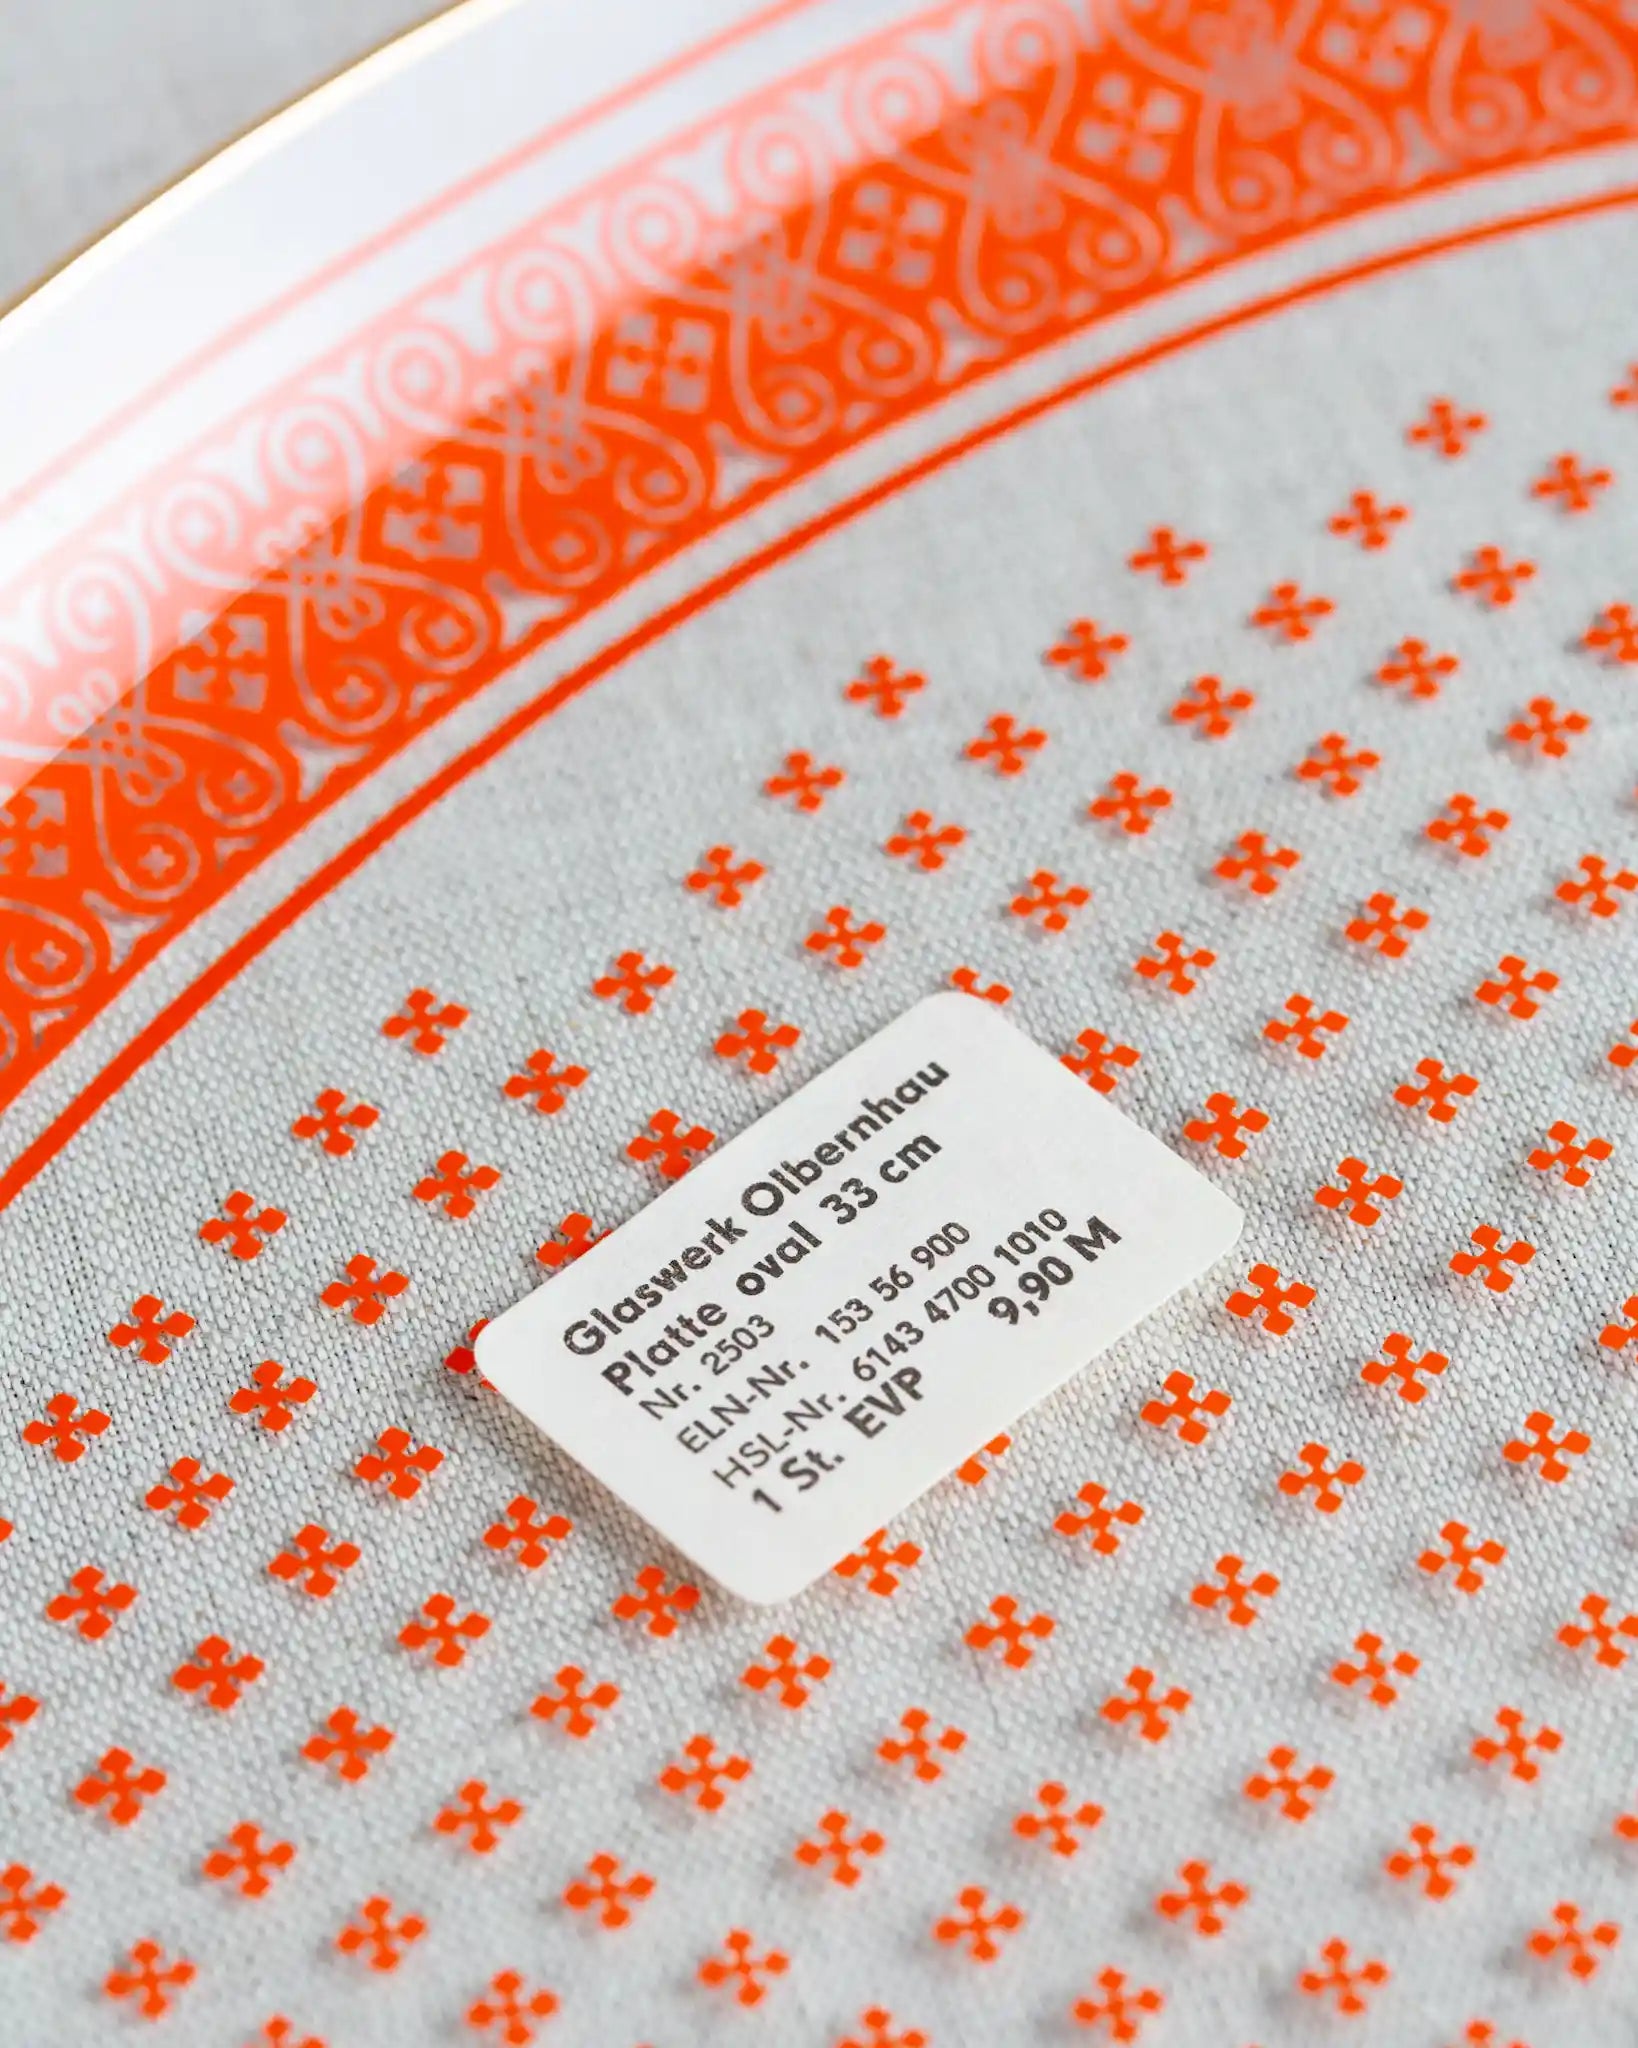 Glaswerk Olbernhau
Platte oval 33 cm
Nr. 2503
ELN-Nr. 153 56 900
HSL-Nr. 6143 4700 1010
1 St. EVP 9,90 M